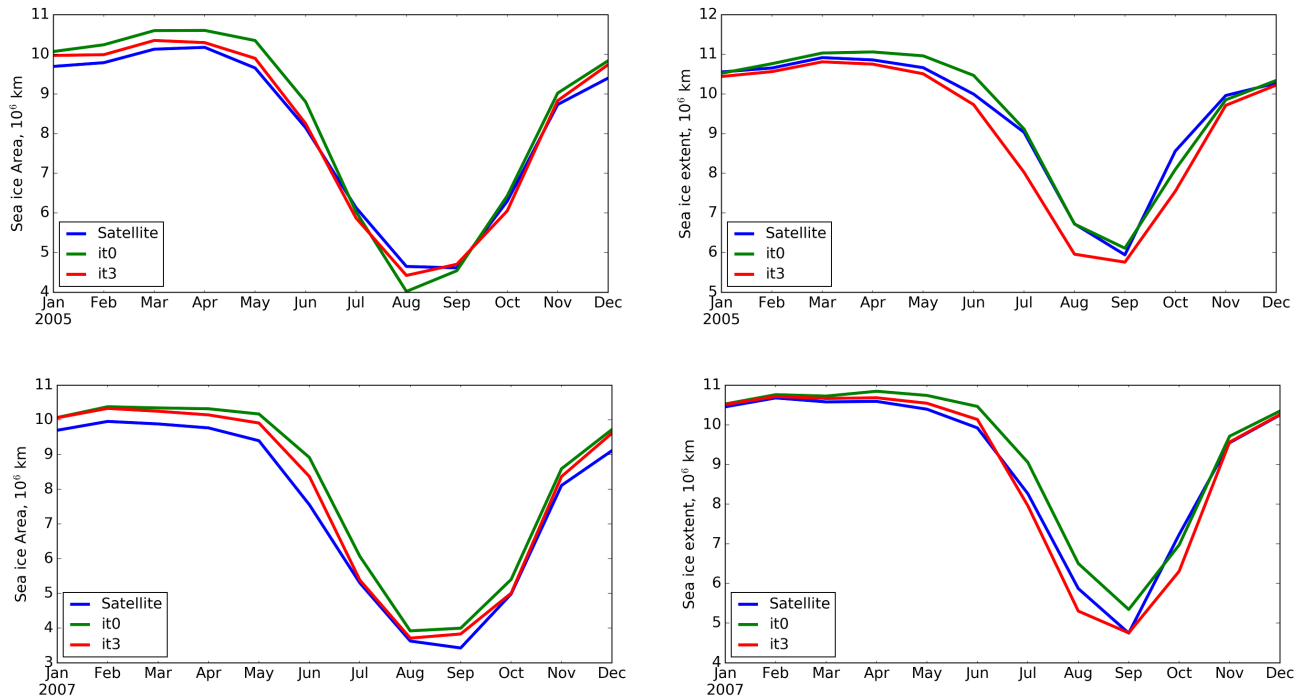 11
10
9
8
7
6
5
4
Sea ice Area, 10⁶ km
Satellite
it0
it3
Jan Feb Mar Apr May Jun Jul Aug Sep Oct Nov Dec
2005
12
11
10
9
8
7
6
5
Sea ice extent, 10⁶ km
Satellite
it0
it3
Jan Feb Mar Apr May Jun Jul Aug Sep Oct Nov Dec
2005
11
10
9
8
7
6
5
4
3
Sea ice Area, 10⁶ km
Satellite
it0
it3
Jan Feb Mar Apr May Jun Jul Aug Sep Oct Nov Dec
2007
11
10
9
8
7
6
5
4
Sea ice extent, 10⁶ km
Satellite
it0
it3
Jan Feb Mar Apr May Jun Jul Aug Sep Oct Nov Dec
2007